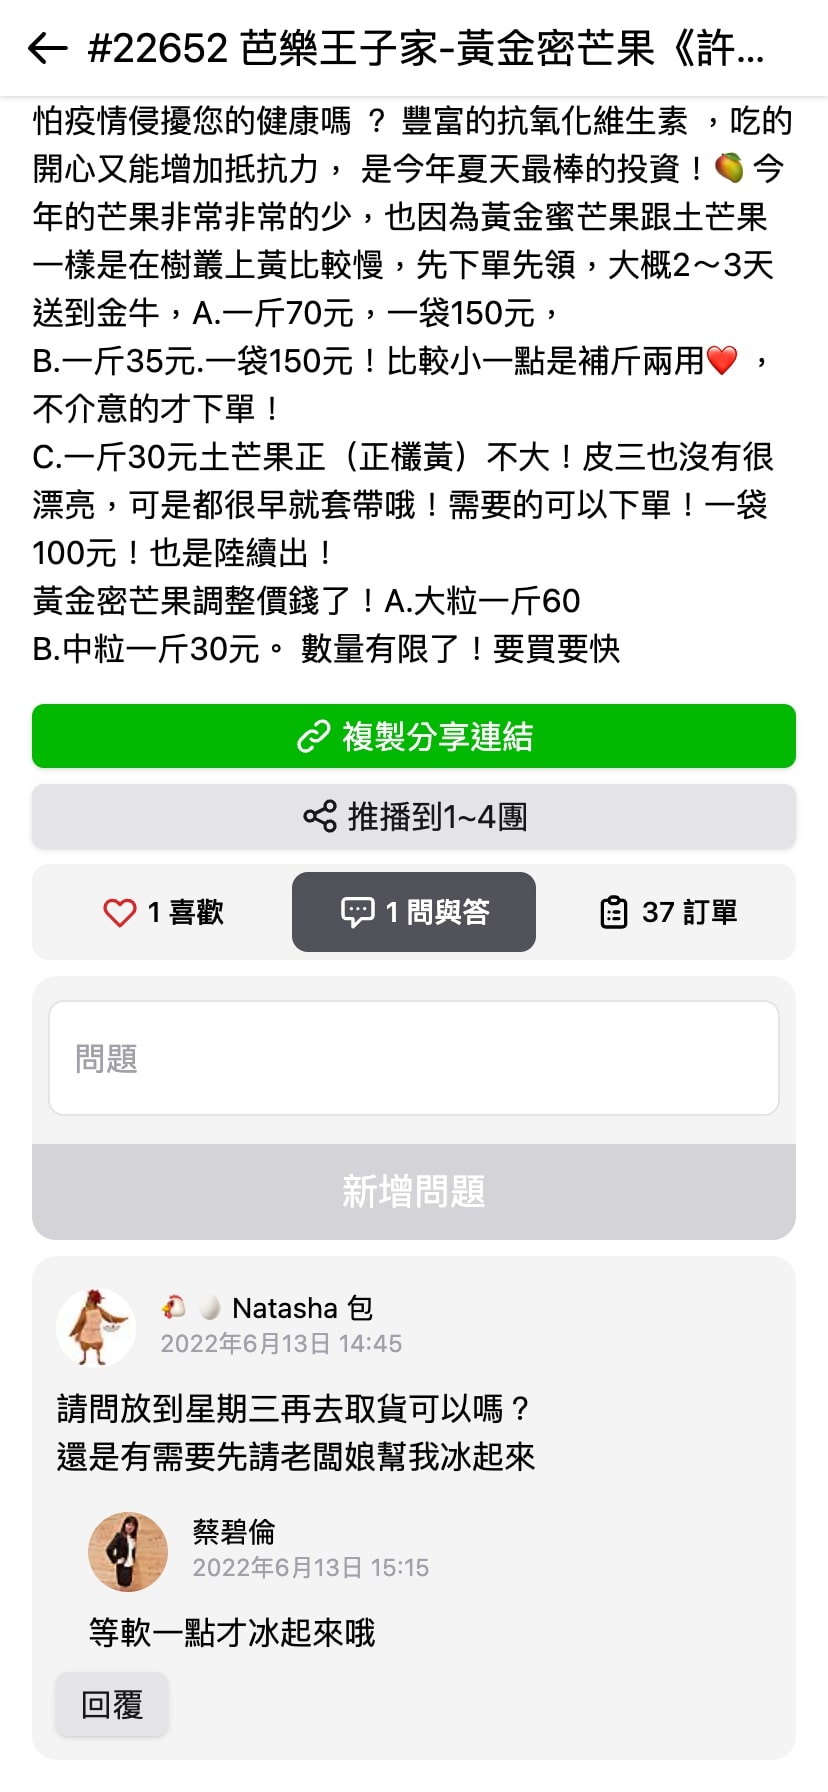 #22652 芭樂王子家-黃金密芒果《許...
怕疫情侵擾您的健康嗎 ？ 豐富的抗氧化維生素 ，吃的
開心又能增加抵抗力， 是今年夏天最棒的投資！🥭 今
年的芒果非常非常的少，也因為黃金蜜芒果跟土芒果
一樣是在樹叢上黃比較慢，先下單先領，大概2～3天
送到金牛，A.一斤70元，一袋150元，
B.一斤35元.一袋150元！比較小一點是補斤兩用❤️ ，
不介意的才下單！
C.一斤30元土芒果正（正欉黃）不大！皮三也沒有很
漂亮，可是都很早就套帶哦！需要的可以下單！一袋
100元！也是陸續出！
黃金密芒果調整價錢了！A.大粒一斤60
B.中粒一斤30元。 數量有限了！要買要快
複製分享連結
推播到1~4團
1 喜歡
1 問與答
37 訂單
問題
新增問題
🐔🥚 Natasha 包
2022年6月13日 14:45
請問放到星期三再去取貨可以嗎？
還是有需要先請老闆娘幫我冰起來
蔡碧倫
2022年6月13日 15:15
等軟一點才冰起來哦
回覆